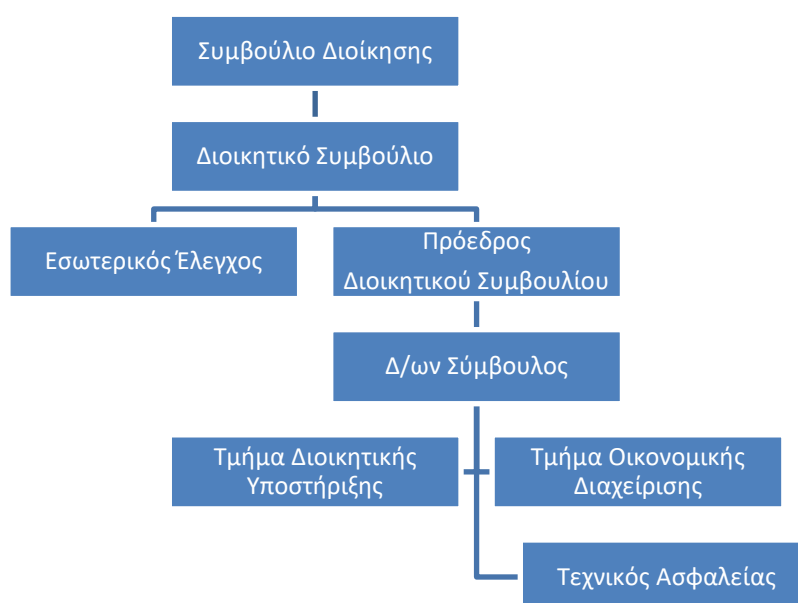 Συμβούλιο Διοίκησης
Διοικητικό Συμβούλιο
Εσωτερικός Έλεγχος
Πρόεδρος
Διοικητικού Συμβουλίου
Δ/ων Σύμβουλος
Τμήμα Διοικητικής
Υποστήριξης
Τμήμα Οικονομικής
Διαχείρισης
Τεχνικός Ασφαλείας